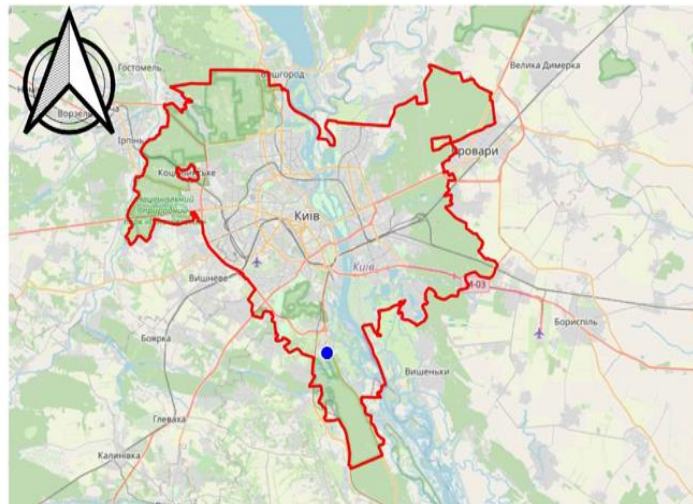 Гостомель
Вишгород
Велика Димерка
Ворзель
Ірпінь
Бровари
Коцюбинське
Київ
Київ
Вишневе
М-03
Бориспіль
Боярка
Вишеньки
Глеваха
Калинівка